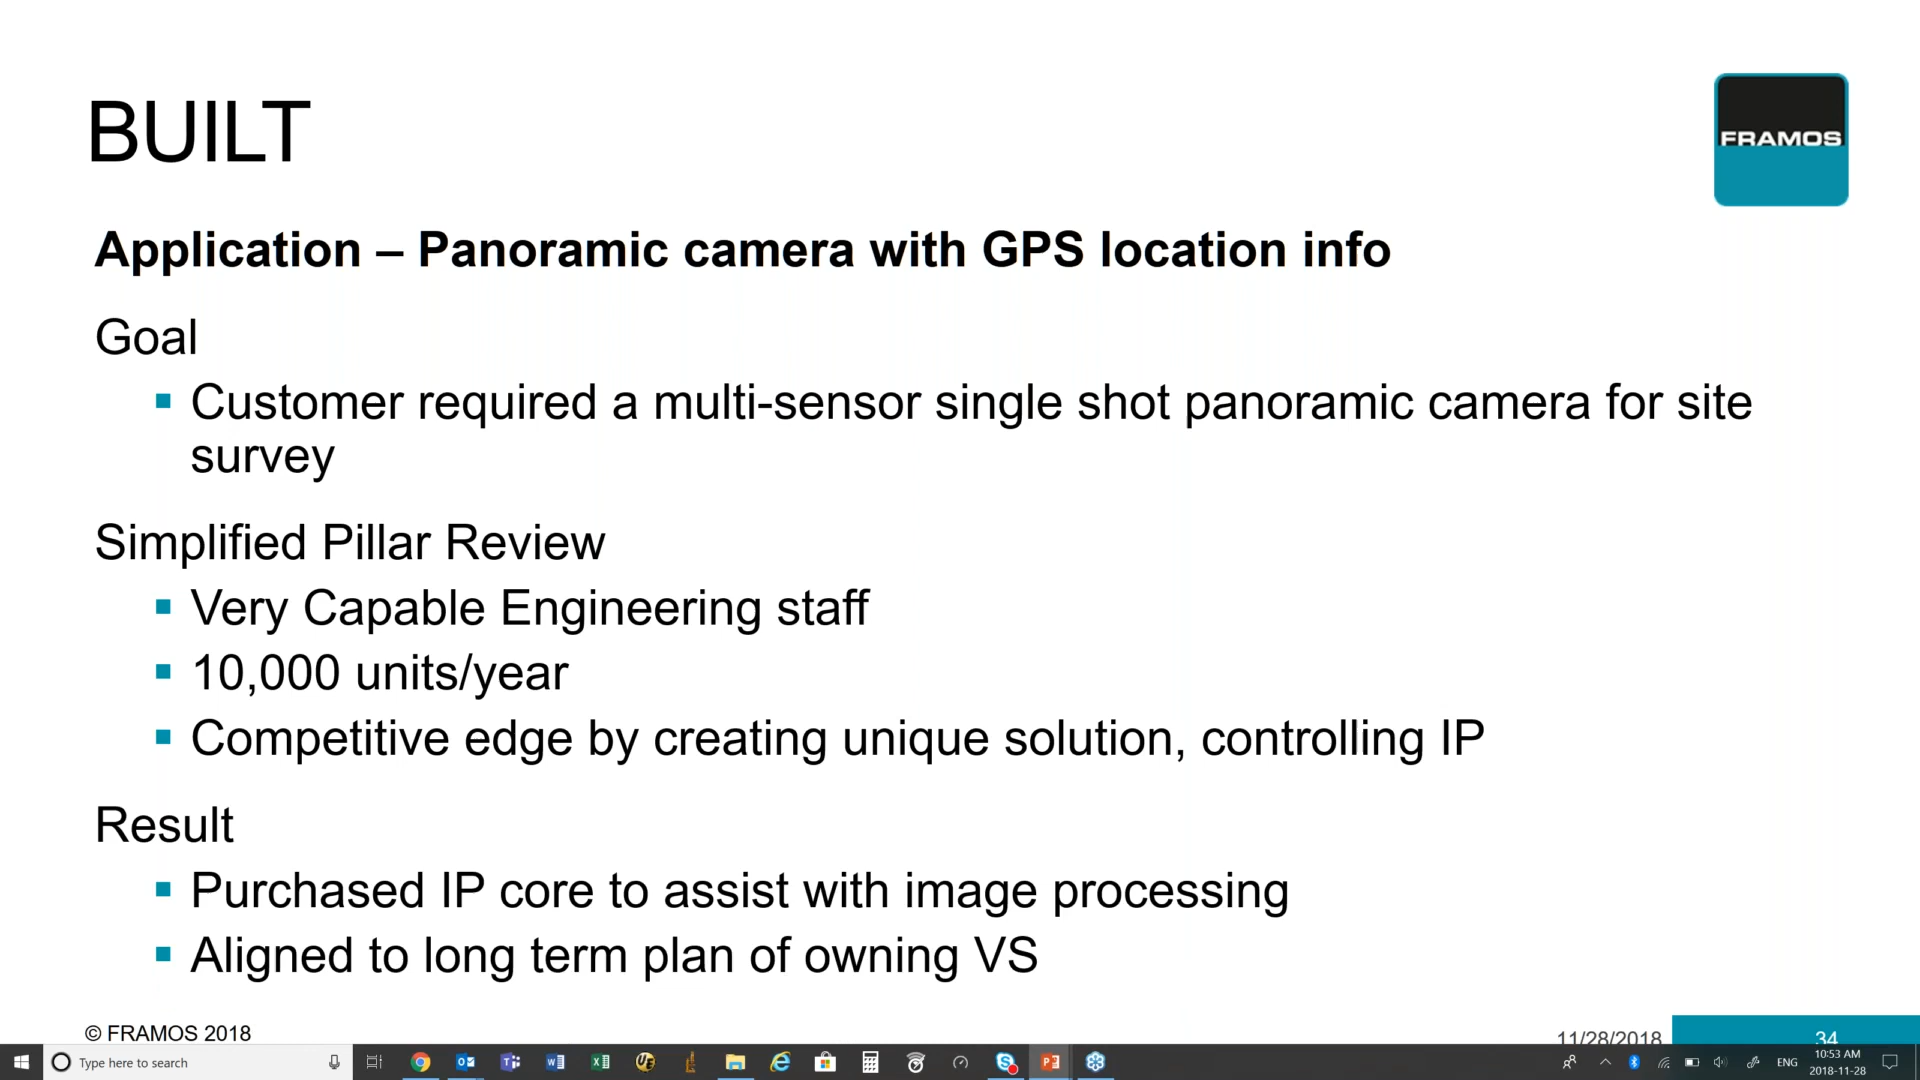 BUILT
FRAMOS
Application – Panoramic camera with GPS location info
Goal
▪ Customer required a multi-sensor single shot panoramic camera for site
survey
Simplified Pillar Review
▪ Very Capable Engineering staff
▪ 10,000 units/year
▪ Competitive edge by creating unique solution, controlling IP
Result
▪ Purchased IP core to assist with image processing
▪ Aligned to long term plan of owning VS
© FRAMOS 2018
11/28/2018
34
Type here to search
ENG
10:53 AM
2018-11-28